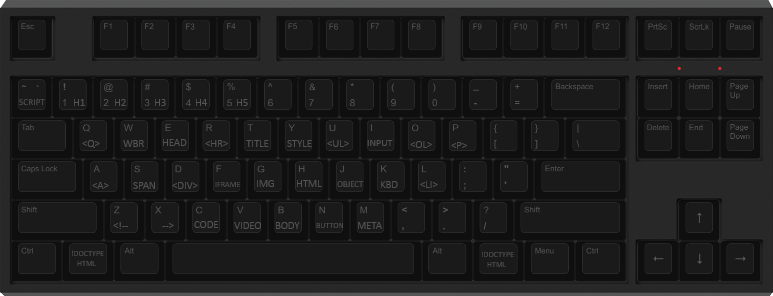 Esc F1 F2 F3 F4 F5 F6 F7 F8 F9 F10 F11 F12 PrtSc ScrLk Pause
~ ` SCRIPT ! 1 H1 @ 2 H2 # 3 H3 $ 4 H4 % 5 H5 ^ 6 & 7 * 8 ( 9 ) 0 _ - + = Backspace Insert Home Page Up
Tab Q <Q> W WBR E HEAD R <HR> T TITLE Y STYLE U <UL> I INPUT O <OL> P <P> { [ } ] | \ Delete End Page Down
Caps Lock A <A> S SPAN D <DIV> F IFRAME G IMG H HTML J OBJECT K KBD L <LI> : ; " ' Enter
Shift Z <!-- X --> C CODE V VIDEO B BODY N BUTTON M META < , > . ? / Shift ↑
Ctrl !DOCTYPE HTML Alt Alt !DOCTYPE HTML Menu Ctrl ← ↓ →